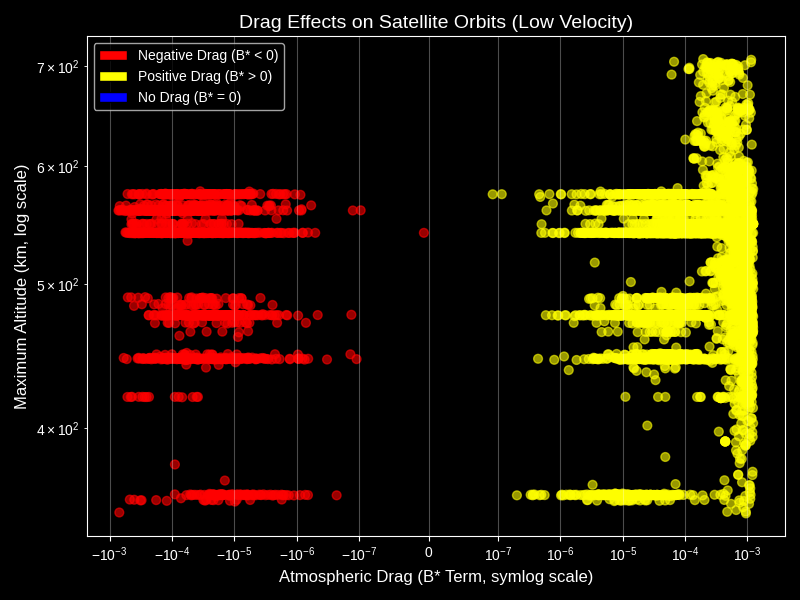 Drag Effects on Satellite Orbits (Low Velocity)
Negative Drag (B* < 0)
Positive Drag (B* > 0)
No Drag (B* = 0)
7 × 10²
6 × 10²
5 × 10²
4 × 10²
Maximum Altitude (km, log scale)
−10⁻³ −10⁻⁴ −10⁻⁵ −10⁻⁶ −10⁻⁷ 0 10⁻⁷ 10⁻⁶ 10⁻⁵ 10⁻⁴ 10⁻³
Atmospheric Drag (B* Term, symlog scale)